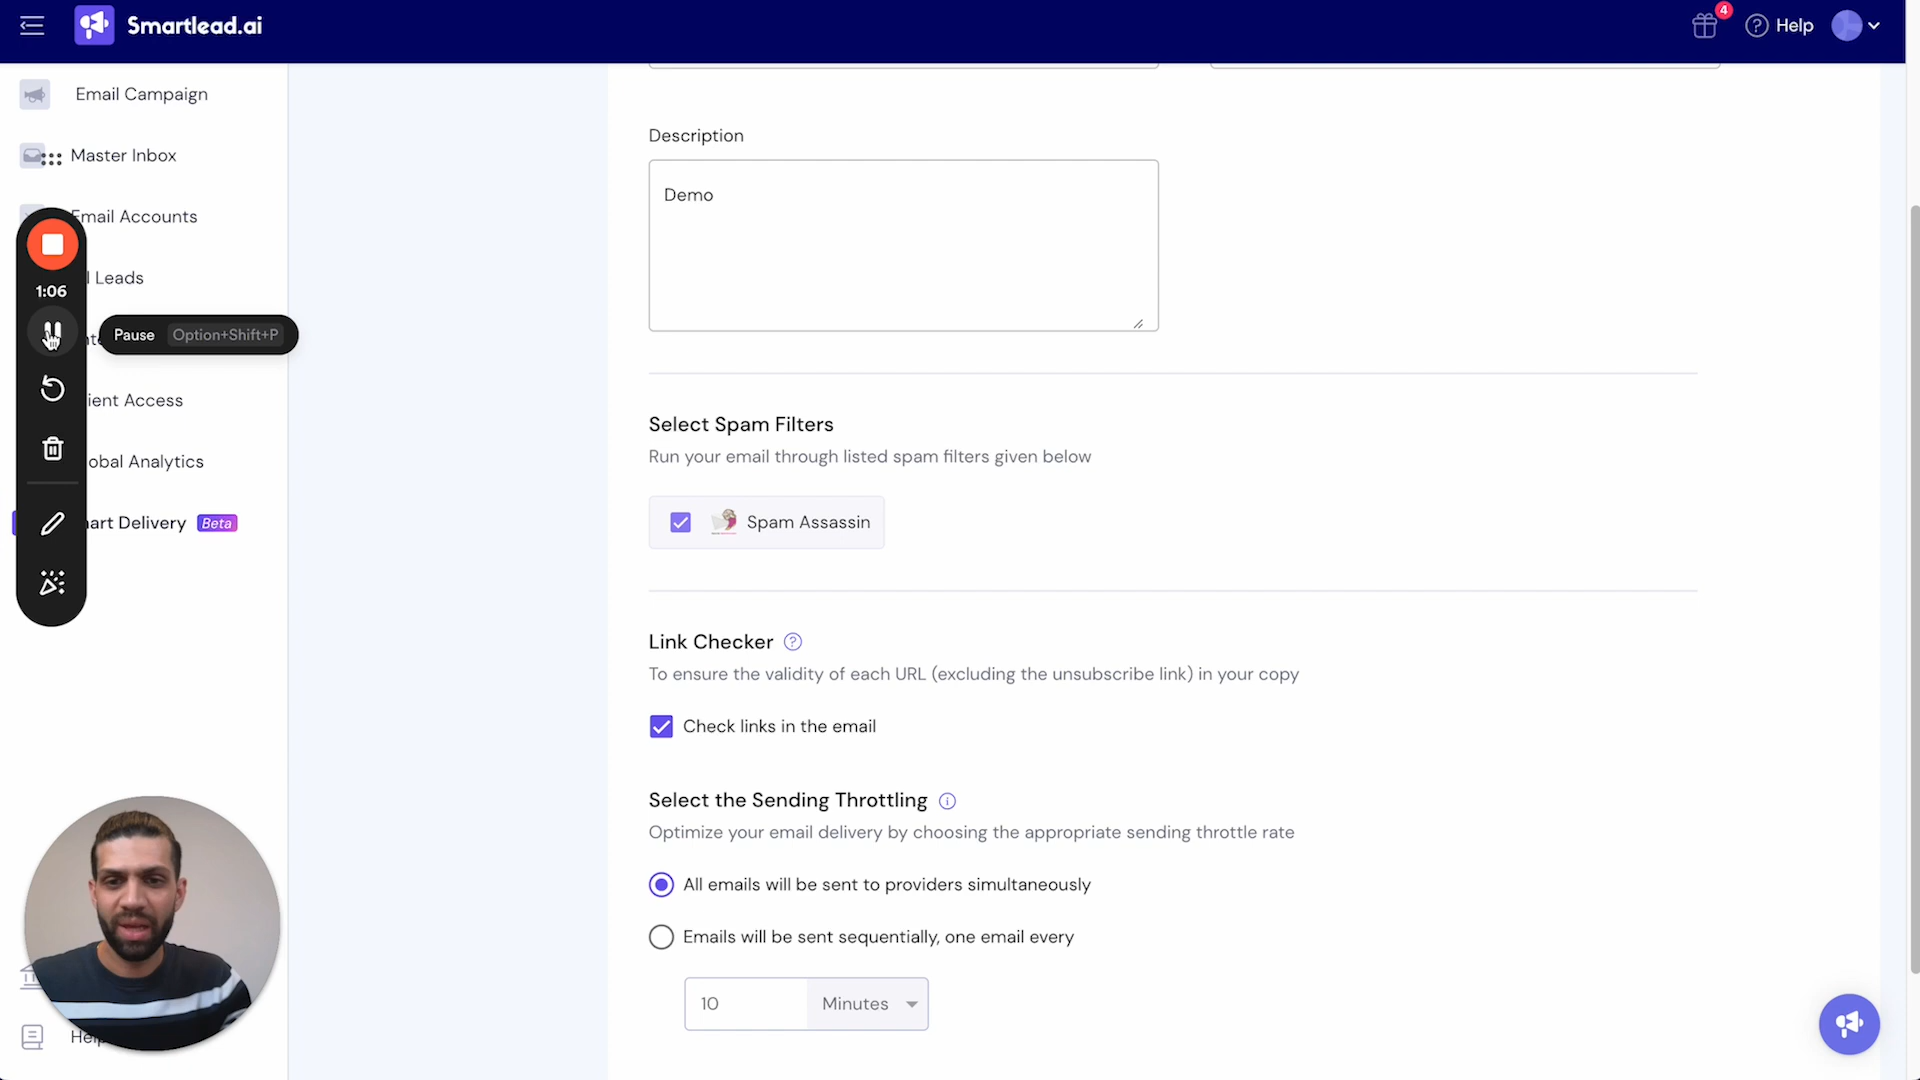 Smartlead.ai
4
Help
Email Campaign
Master Inbox
Email Accounts
Leads
1:06
Pause Option+Shift+P
ient Access
obal Analytics
art Delivery Beta
Help
Description
Demo
Select Spam Filters
Run your email through listed spam filters given below
Spam Assassin
Link Checker ?
To ensure the validity of each URL (excluding the unsubscribe link) in your copy
Check links in the email
Select the Sending Throttling i
Optimize your email delivery by choosing the appropriate sending throttle rate
All emails will be sent to providers simultaneously
Emails will be sent sequentially, one email every
10 Minutes